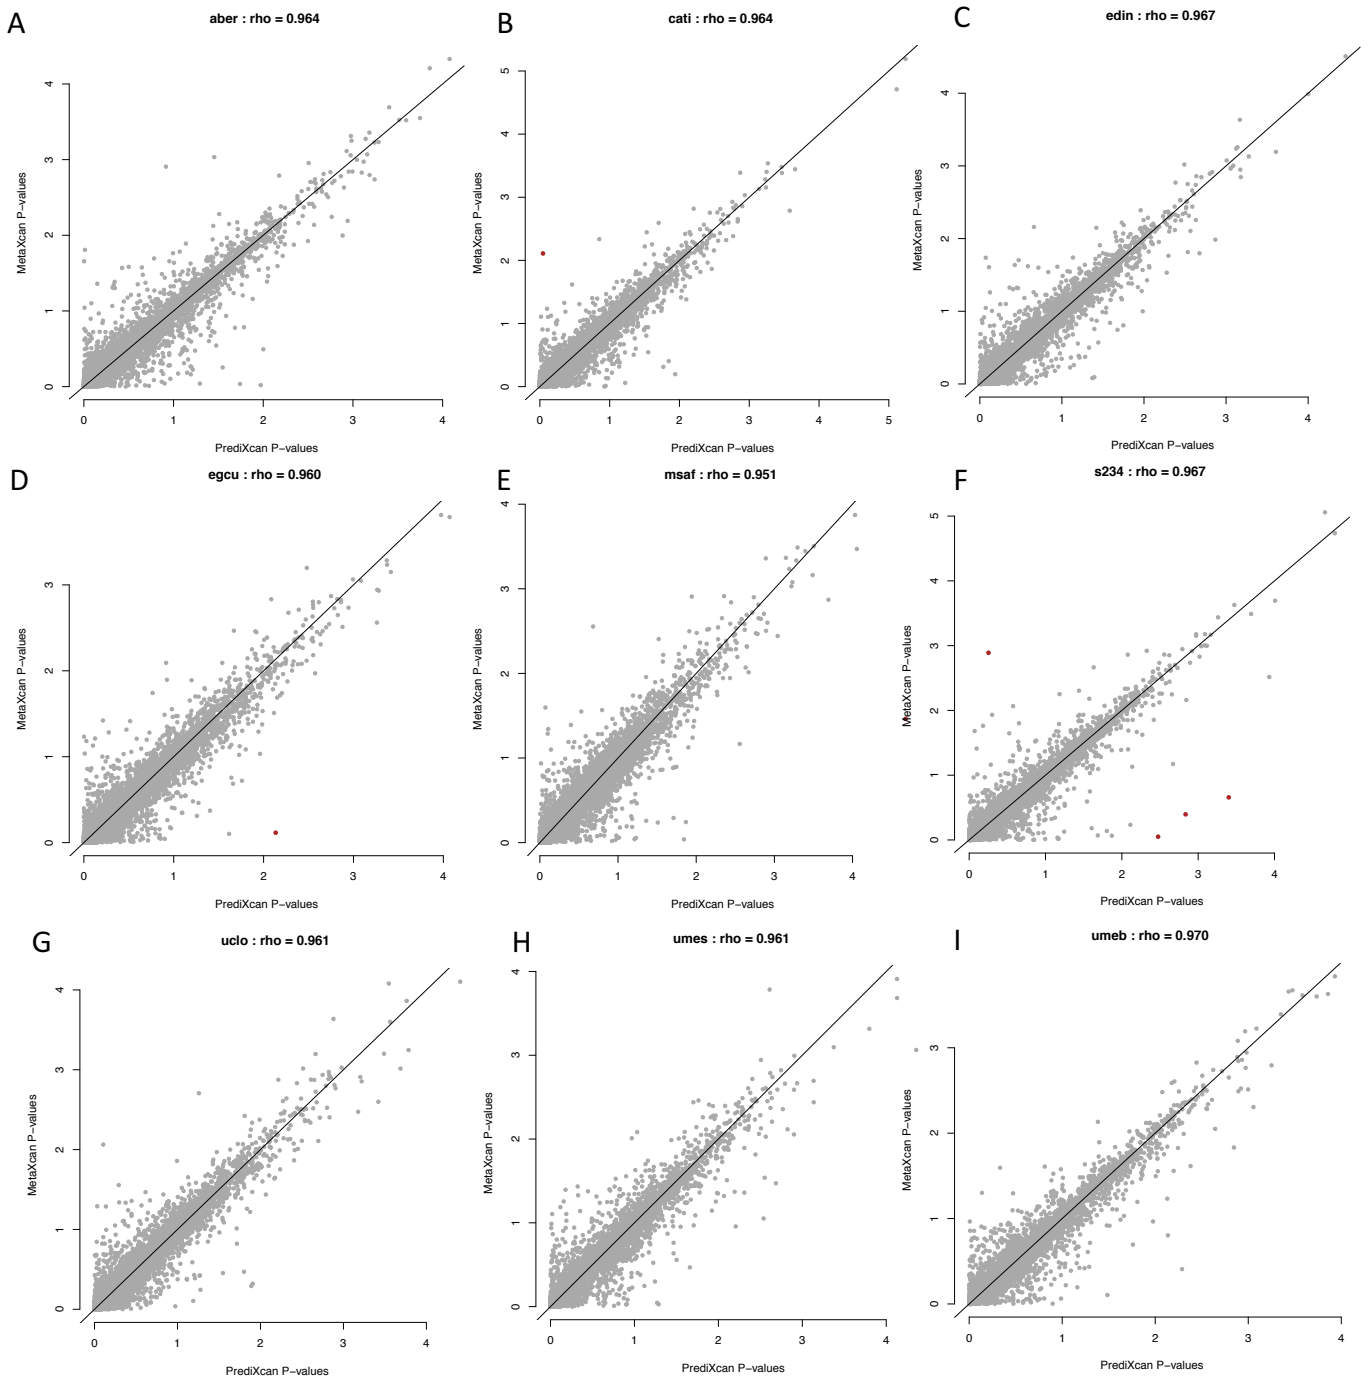 A
aber : rho = 0.964
MetaXcan P−values
0 1 2 3 4
0 1 2 3 4
PrediXcan P−values
B
cati : rho = 0.964
MetaXcan P−values
0 1 2 3 4 5
0 1 2 3 4 5
PrediXcan P−values
C
edin : rho = 0.967
MetaXcan P−values
0 1 2 3 4
0 1 2 3 4
PrediXcan P−values
D
egcu : rho = 0.960
MetaXcan P−values
0 1 2 3
0 1 2 3 4
PrediXcan P−values
E
msaf : rho = 0.951
MetaXcan P−values
0 1 2 3 4
0 1 2 3 4
PrediXcan P−values
F
s234 : rho = 0.967
MetaXcan P−values
0 1 2 3 4 5
0 1 2 3 4
PrediXcan P−values
G
uclo : rho = 0.961
MetaXcan P−values
0 1 2 3 4
0 1 2 3 4
PrediXcan P−values
H
umes : rho = 0.961
MetaXcan P−values
0 1 2 3 4
0 1 2 3 4
PrediXcan P−values
I
umeb : rho = 0.970
MetaXcan P−values
0 1 2 3
0 1 2 3 4
PrediXcan P−values